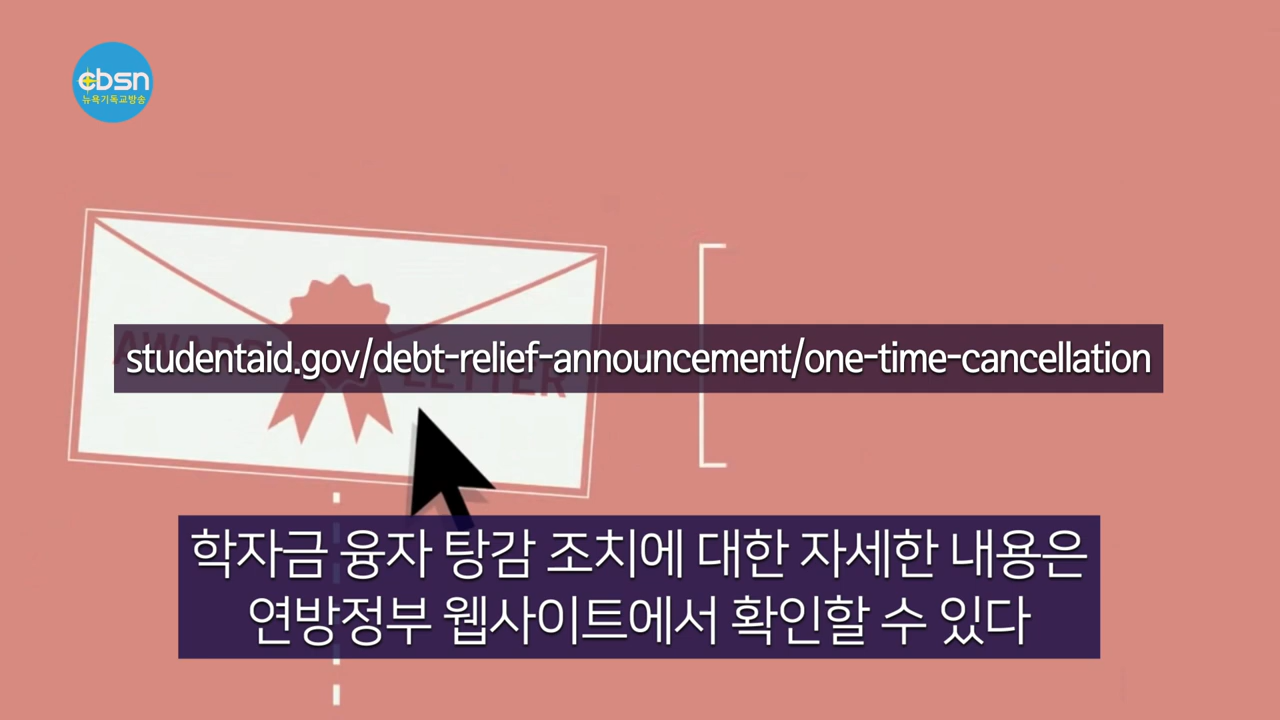 cbsn
뉴욕기독교방송
AWARD
LETTER
studentaid.gov/debt-relief-announcement/one-time-cancellation
학자금 융자 탕감 조치에 대한 자세한 내용은
연방정부 웹사이트에서 확인할 수 있다